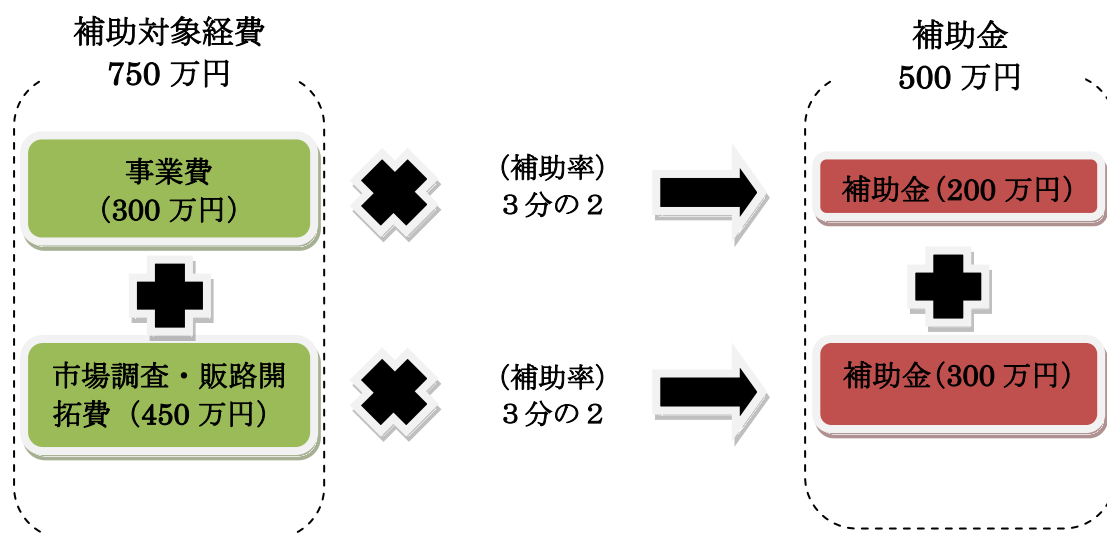 補助対象経費
750 万円
補助金
500 万円
事業費
（300 万円）
（補助率）
３分の２
補助金（200 万円）
市場調査・販路開
拓費（450 万円）
（補助率）
３分の２
補助金（300 万円）